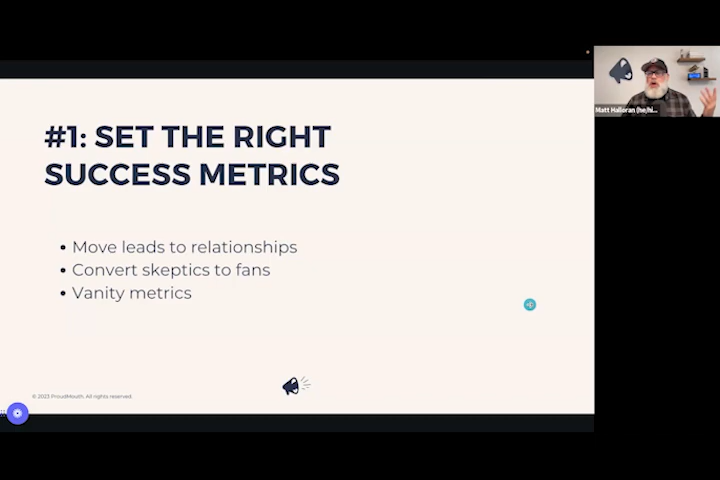 #1: SET THE RIGHT
SUCCESS METRICS
Matt Halloran (he/hi...
• Move leads to relationships
• Convert skeptics to fans
• Vanity metrics
© 2023 ProudMouth. All rights reserved.